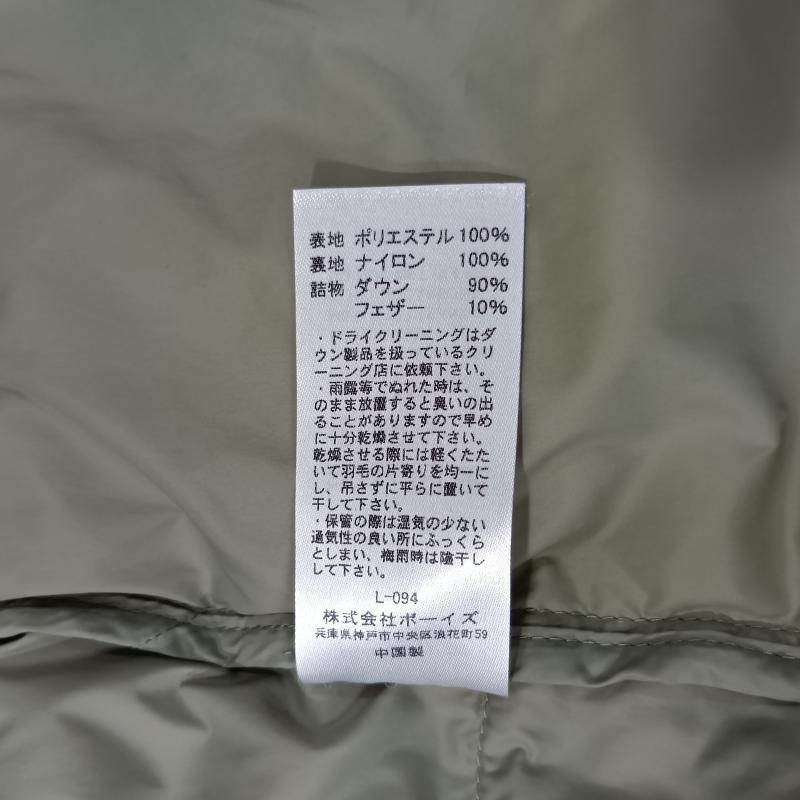 表地 ポリエステル 100%
裏地 ナイロン 100%
詰物 ダウン 90%
フェザー 10%
・ドライクリーニングはダ
ウン製品を扱っているクリ
ーニング店に依頼下さい。
・雨露等でぬれた時は、そ
のまま放置すると臭いの出
ることがありますので早め
に十分乾燥させて下さい。
乾燥させる際には軽くたた
いて羽毛の片寄りを均一に
し、吊さずに平らに置いて
干して下さい。
・保管の際は湿気の少ない
通気性の良い所にふっくら
としまい、梅雨時は陰干し
して下さい。
L-094
株式会社ボーイズ
兵庫県神戸市中央区浪花町59
中国製